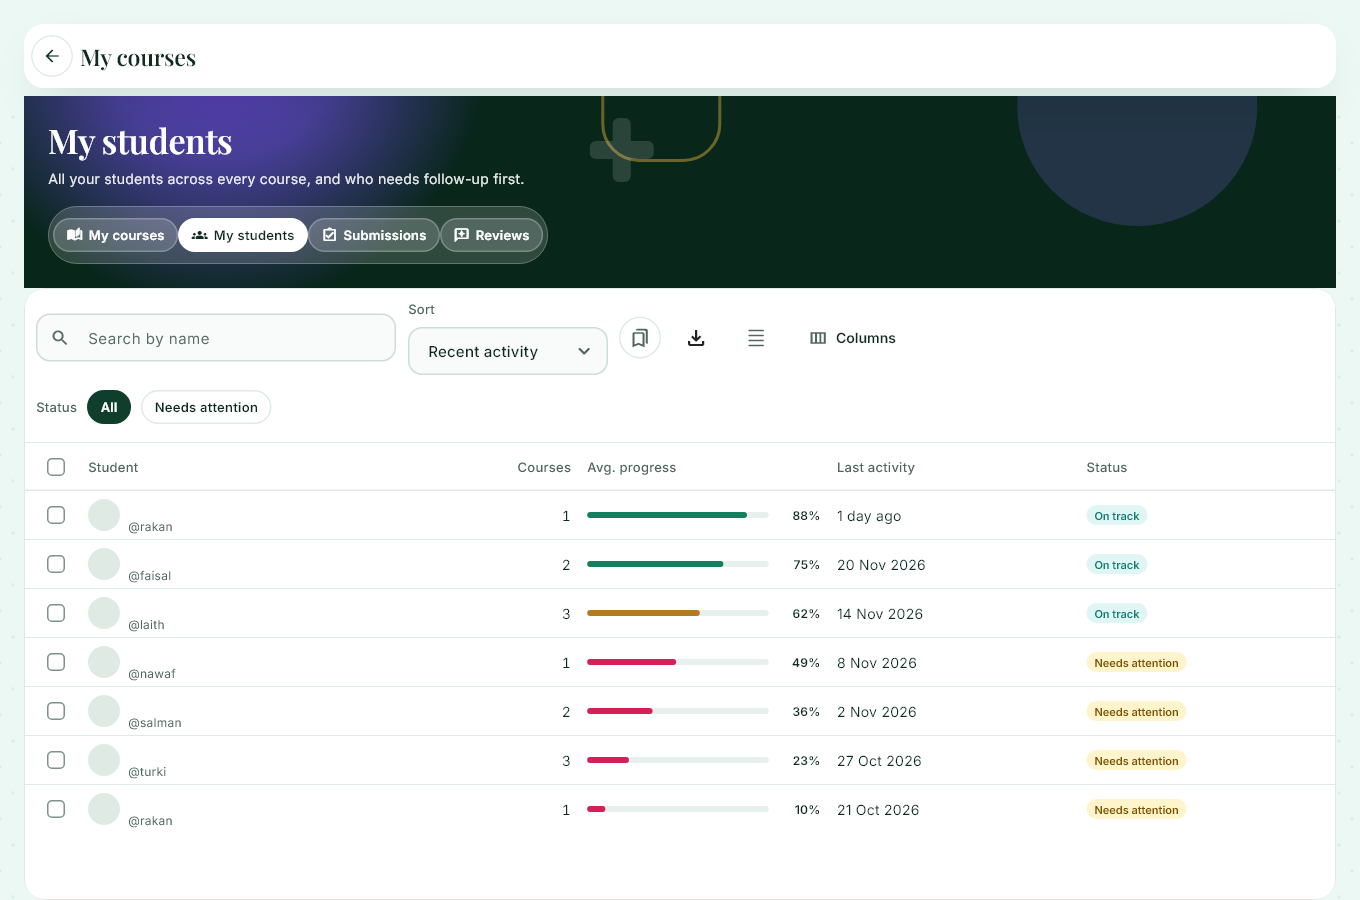 My courses
My students
All your students across every course, and who needs follow-up first.
My courses My students Submissions Reviews
Sort
Search by name
Recent activity
Columns
Status All Needs attention
Student Courses Avg. progress Last activity Status
@rakan 1 88% 1 day ago On track
@faisal 2 75% 20 Nov 2026 On track
@laith 3 62% 14 Nov 2026 On track
@nawaf 1 49% 8 Nov 2026 Needs attention
@salman 2 36% 2 Nov 2026 Needs attention
@turki 3 23% 27 Oct 2026 Needs attention
@rakan 1 10% 21 Oct 2026 Needs attention